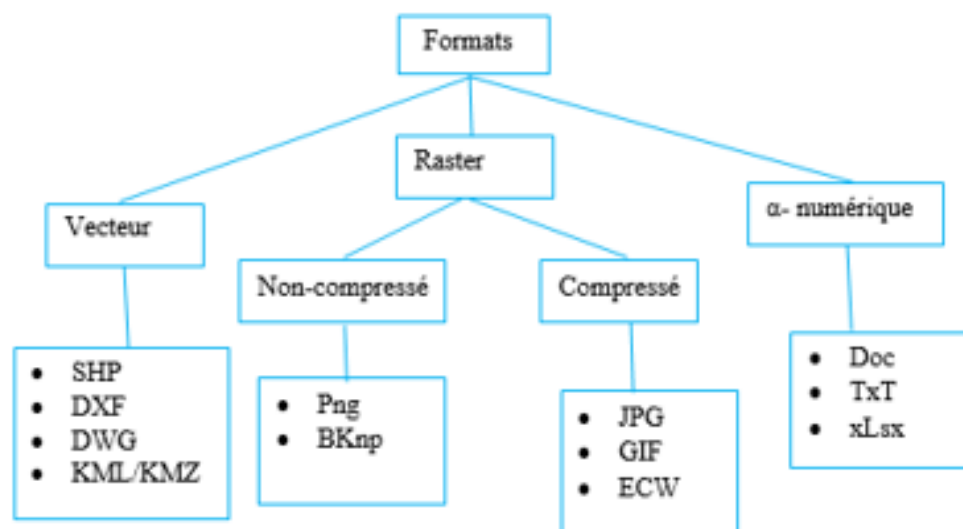 Formats
Raster
Vecteur
α- numérique
Non-compressé
Compressé
• SHP
• DXF
• DWG
• KML/KMZ
• Png
• BKnp
• JPG
• GIF
• ECW
• Doc
• TxT
• xLsx